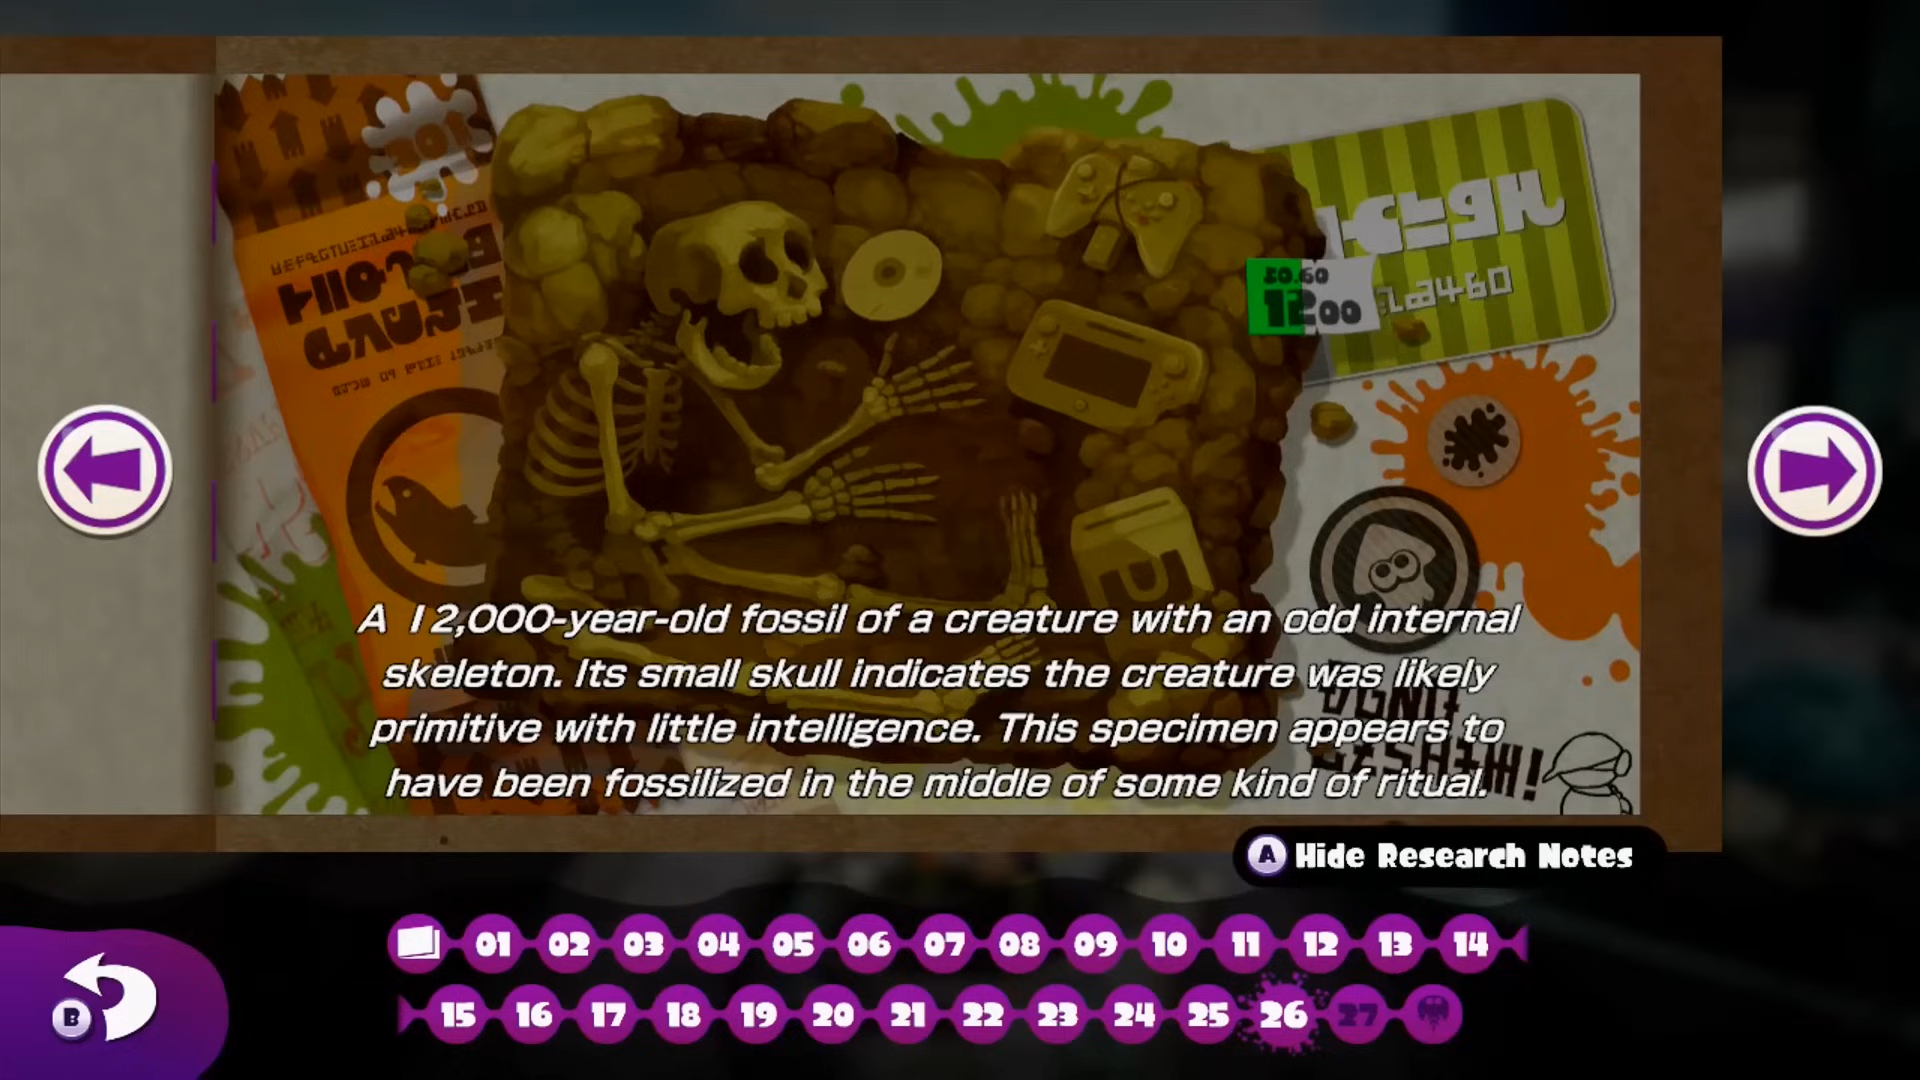 £0.60
1200
A 12,000-year-old fossil of a creature with an odd internal
skeleton. Its small skull indicates the creature was likely
primitive with little intelligence. This specimen appears to
have been fossilized in the middle of some kind of ritual.
A Hide Research Notes
01 02 03 04 05 06 07 08 09 10 11 12 13 14
15 16 17 18 19 20 21 22 23 24 25 26 27
B